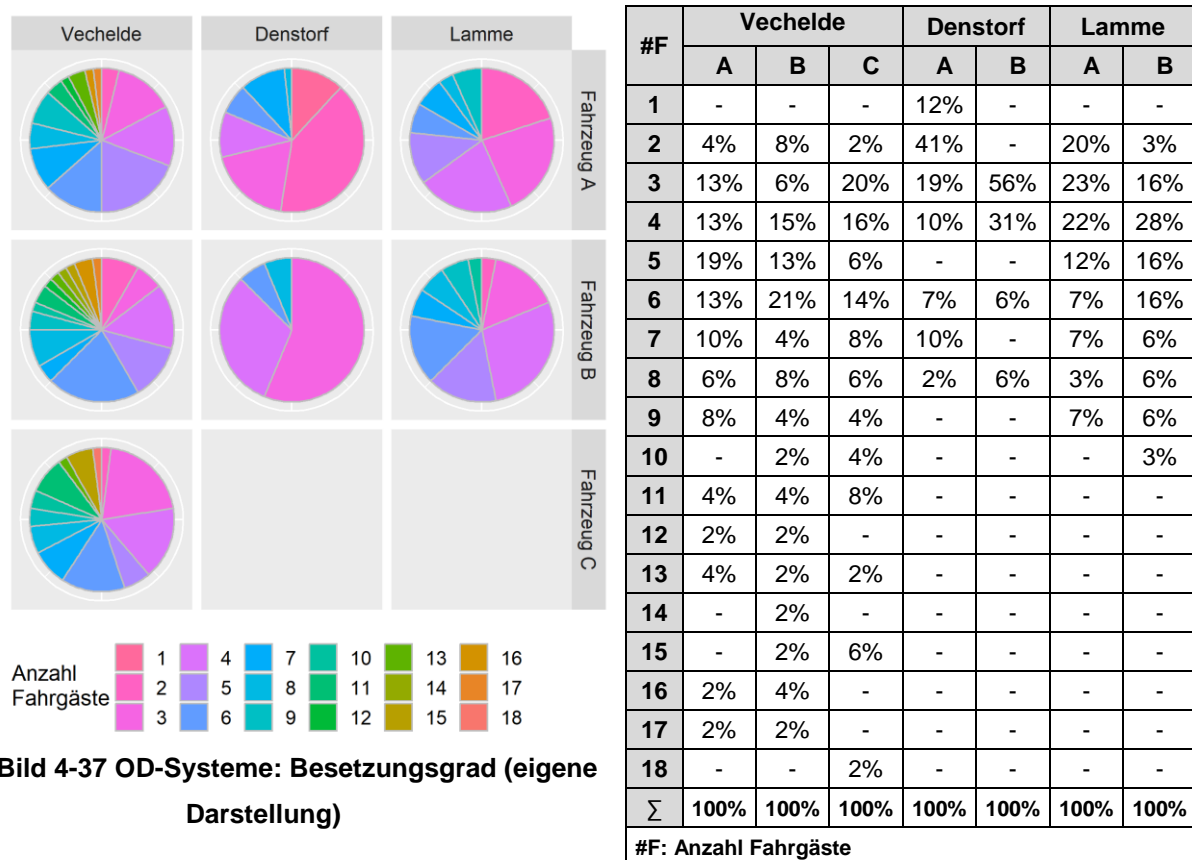 Vechelde Denstorf Lamme
Fahrzeug A
Fahrzeug B
Fahrzeug C
Anzahl Fahrgäste
1 4 7 10 13 16
2 5 8 11 14 17
3 6 9 12 15 18
Bild 4-37 OD-Systeme: Besetzungsgrad (eigene
Darstellung)
#F Vechelde Denstorf Lamme
A B C A B A B
1 - - - 12% - - -
2 4% 8% 2% 41% - 20% 3%
3 13% 6% 20% 19% 56% 23% 16%
4 13% 15% 16% 10% 31% 22% 28%
5 19% 13% 6% - - 12% 16%
6 13% 21% 14% 7% 6% 7% 16%
7 10% 4% 8% 10% - 7% 6%
8 6% 8% 6% 2% 6% 3% 6%
9 8% 4% 4% - - 7% 6%
10 - 2% 4% - - - 3%
11 4% 4% 8% - - - -
12 2% 2% - - - - -
13 4% 2% 2% - - - -
14 - 2% - - - - -
15 - 2% 6% - - - -
16 2% 4% - - - - -
17 2% 2% - - - - -
18 - - 2% - - - -
∑ 100% 100% 100% 100% 100% 100% 100%
#F: Anzahl Fahrgäste